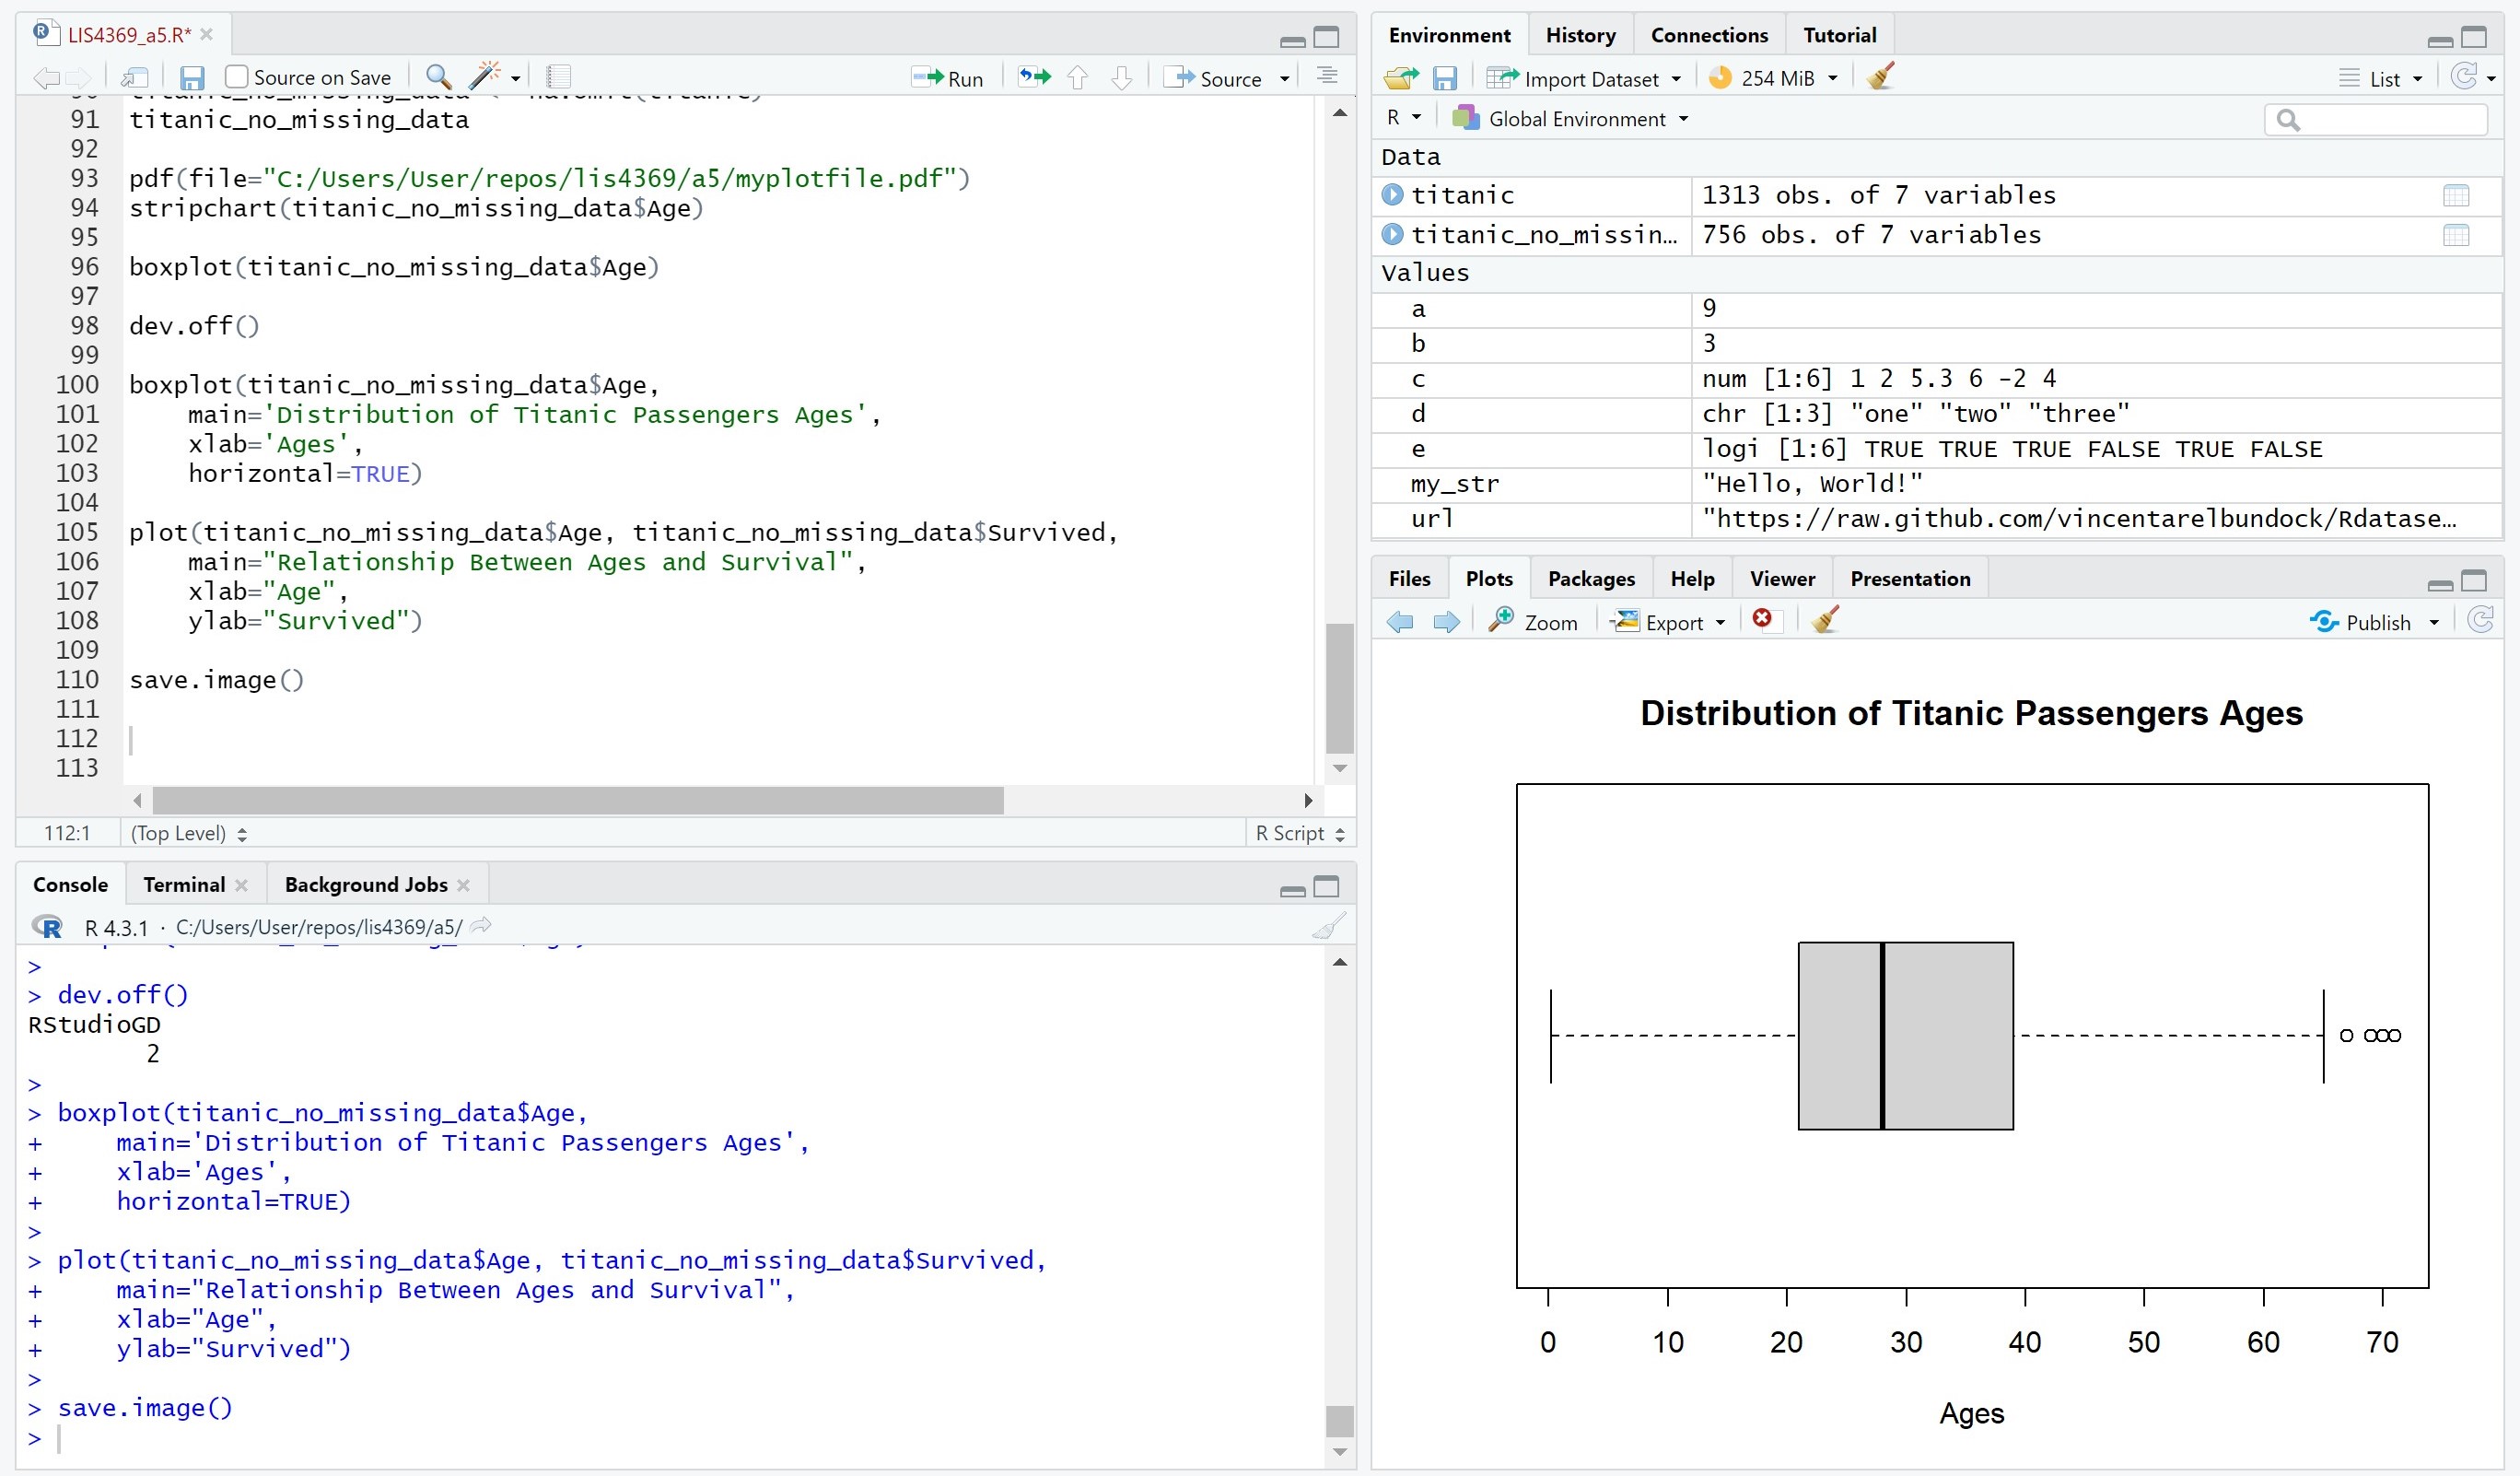 LIS4369_a5.R*
Source on Save
Run
Source
91 titanic_no_missing_data
92
93 pdf(file="C:/Users/User/repos/lis4369/a5/myplotfile.pdf")
94 stripchart(titanic_no_missing_data$Age)
95
96 boxplot(titanic_no_missing_data$Age)
97
98 dev.off()
99
100 boxplot(titanic_no_missing_data$Age,
101     main='Distribution of Titanic Passengers Ages',
102     xlab='Ages',
103     horizontal=TRUE)
104
105 plot(titanic_no_missing_data$Age, titanic_no_missing_data$Survived,
106     main="Relationship Between Ages and Survival",
107     xlab="Age",
108     ylab="Survived")
109
110 save.image()
111
112
113
112:1 (Top Level) R Script
Console Terminal Background Jobs
R 4.3.1 · C:/Users/User/repos/lis4369/a5/
>
> dev.off()
RStudioGD
        2
>
> boxplot(titanic_no_missing_data$Age,
+     main='Distribution of Titanic Passengers Ages',
+     xlab='Ages',
+     horizontal=TRUE)
>
> plot(titanic_no_missing_data$Age, titanic_no_missing_data$Survived,
+     main="Relationship Between Ages and Survival",
+     xlab="Age",
+     ylab="Survived")
>
> save.image()
>
Environment History Connections Tutorial
Import Dataset 254 MiB List
R Global Environment
Data
titanic 1313 obs. of 7 variables
titanic_no_missin… 756 obs. of 7 variables
Values
a 9
b 3
c num [1:6] 1 2 5.3 6 -2 4
d chr [1:3] "one" "two" "three"
e logi [1:6] TRUE TRUE TRUE FALSE TRUE FALSE
my_str "Hello, World!"
url "https://raw.github.com/vincentarelbundock/Rdatase…
Files Plots Packages Help Viewer Presentation
Zoom Export Publish
Distribution of Titanic Passengers Ages
0 10 20 30 40 50 60 70
Ages